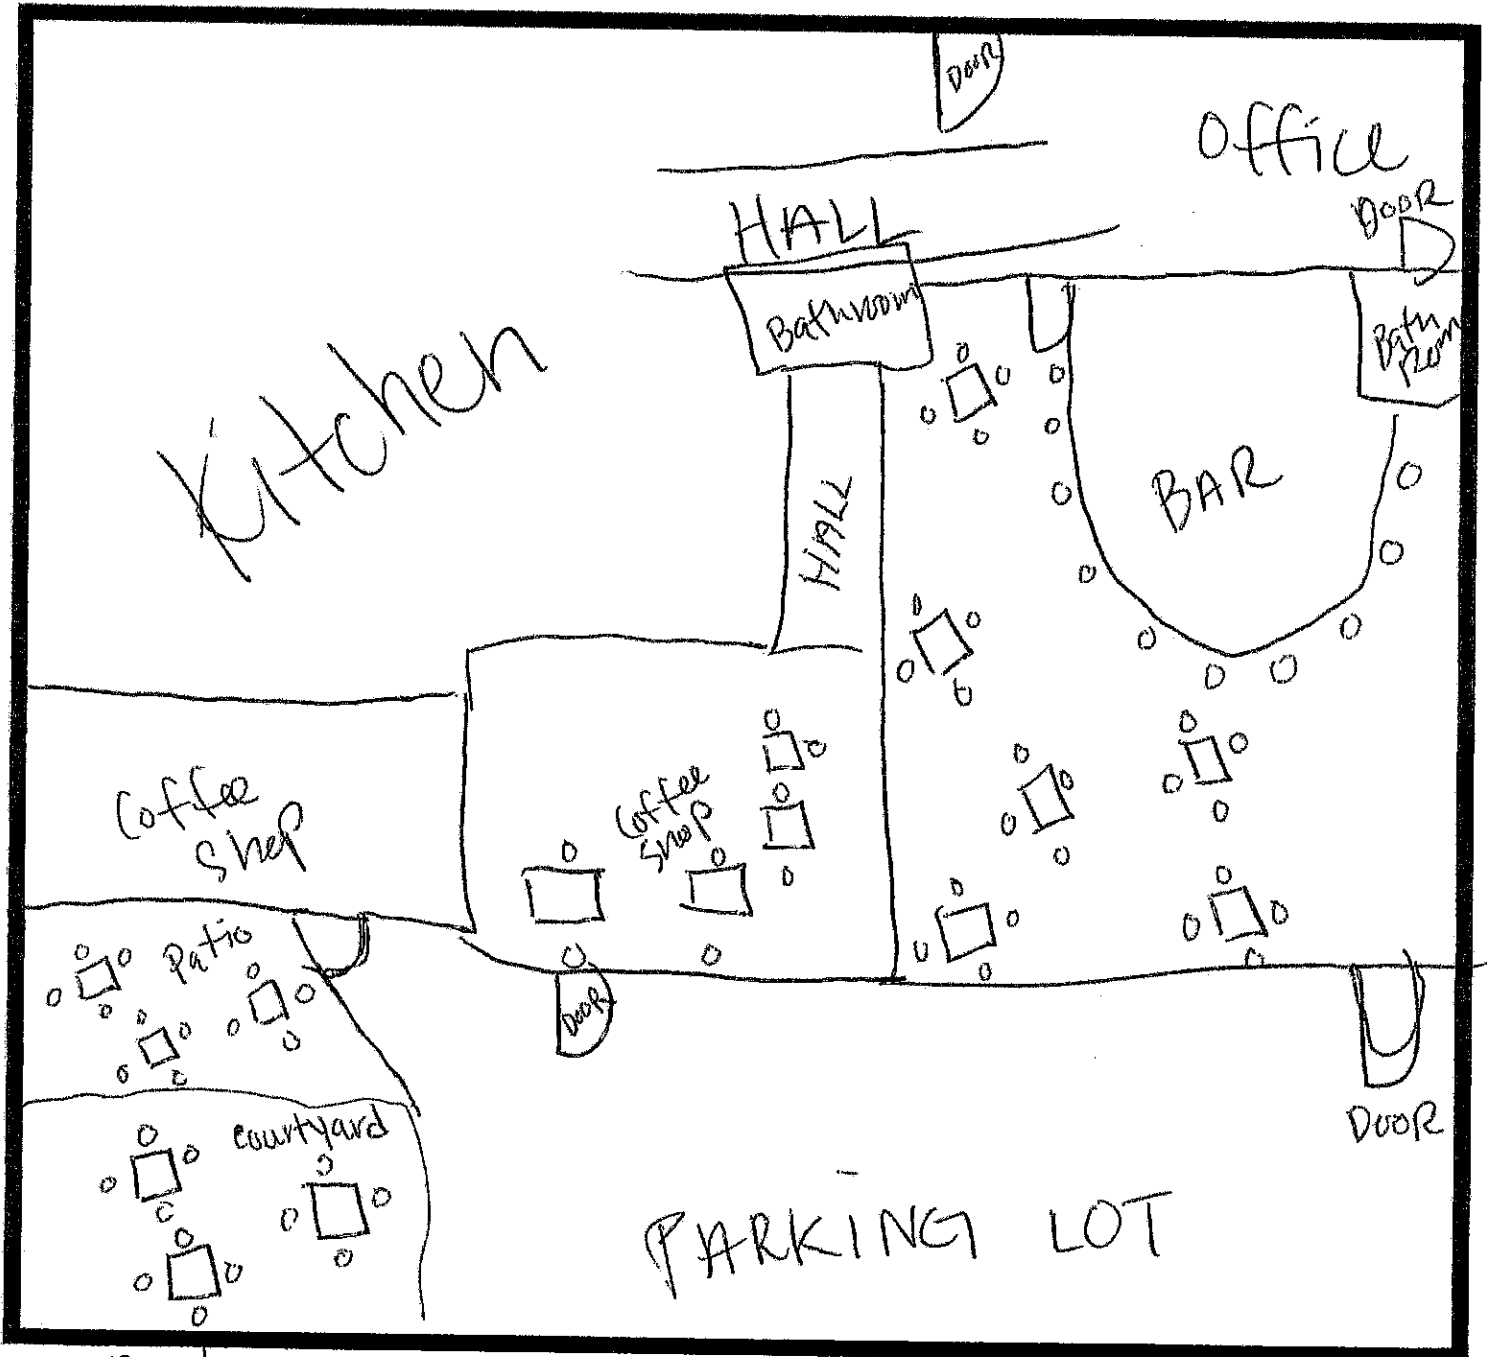 DOOR
Office
DOOR
HALL
Bathroom
Bath
Room
Kitchen
BAR
HALL
Coffee
Shop
Coffee
Shop
Patio
DOOR
courtyard
DOOR
PARKING LOT